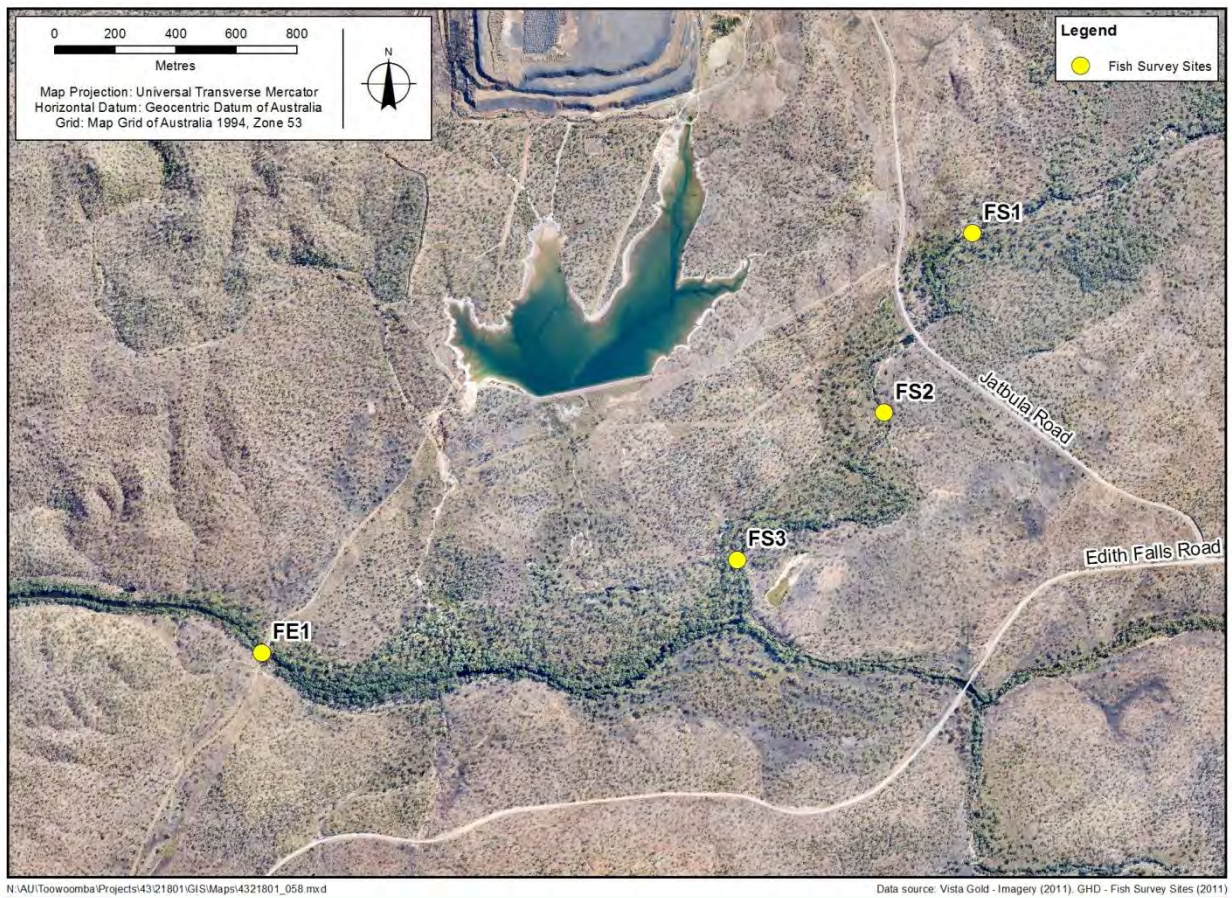 0 200 400 600 800
Metres
Map Projection: Universal Transverse Mercator
Horizontal Datum: Geocentric Datum of Australia
Grid: Map Grid of Australia 1994, Zone 53
N
Legend
Fish Survey Sites
FS1
FS2
Jatbula Road
FS3
Edith Falls Road
FE1
N:\AU\Toowoomba\Projects\43\21801\GIS\Maps\4321801_058.mxd
Data source: Vista Gold - Imagery (2011). GHD - Fish Survey Sites (2011)